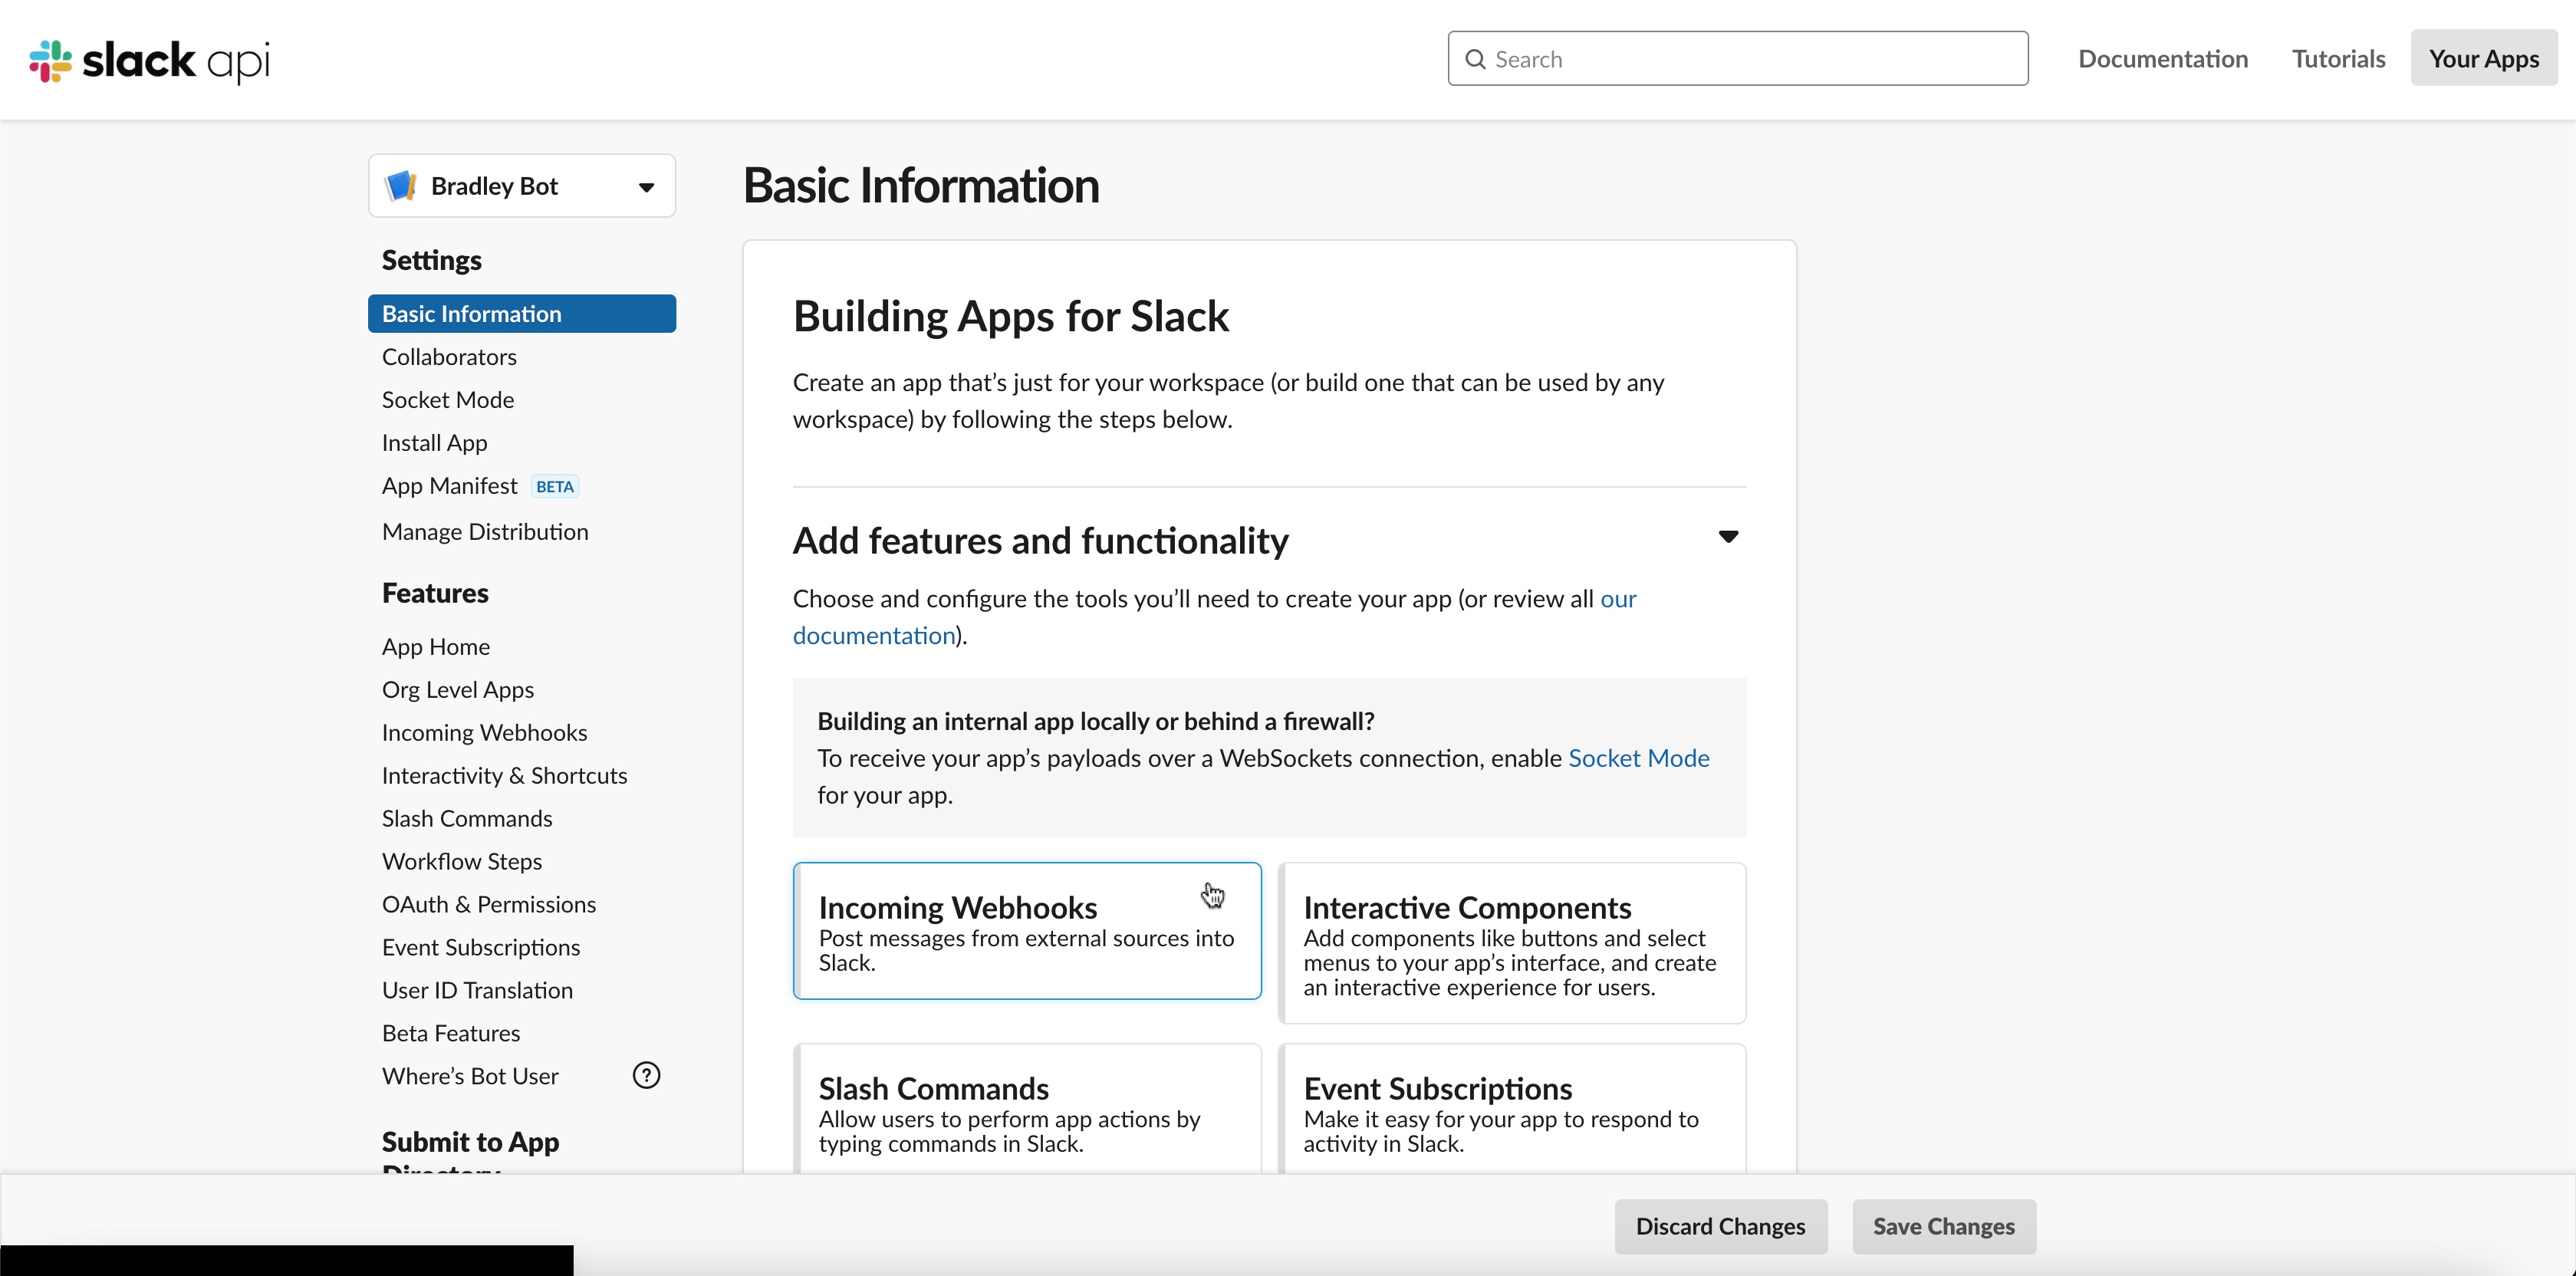 slack api
Search
Documentation
Tutorials
Your Apps
Bradley Bot
Settings
Basic Information
Collaborators
Socket Mode
Install App
App Manifest BETA
Manage Distribution
Features
App Home
Org Level Apps
Incoming Webhooks
Interactivity & Shortcuts
Slash Commands
Workflow Steps
OAuth & Permissions
Event Subscriptions
User ID Translation
Beta Features
Where’s Bot User ?
Submit to App
Directory
Basic Information
Building Apps for Slack
Create an app that’s just for your workspace (or build one that can be used by any
workspace) by following the steps below.
Add features and functionality
Choose and configure the tools you’ll need to create your app (or review all our
documentation).
Building an internal app locally or behind a firewall?
To receive your app’s payloads over a WebSockets connection, enable Socket Mode
for your app.
Incoming Webhooks
Post messages from external sources into
Slack.
Interactive Components
Add components like buttons and select
menus to your app’s interface, and create
an interactive experience for users.
Slash Commands
Allow users to perform app actions by
typing commands in Slack.
Event Subscriptions
Make it easy for your app to respond to
activity in Slack.
Discard Changes
Save Changes